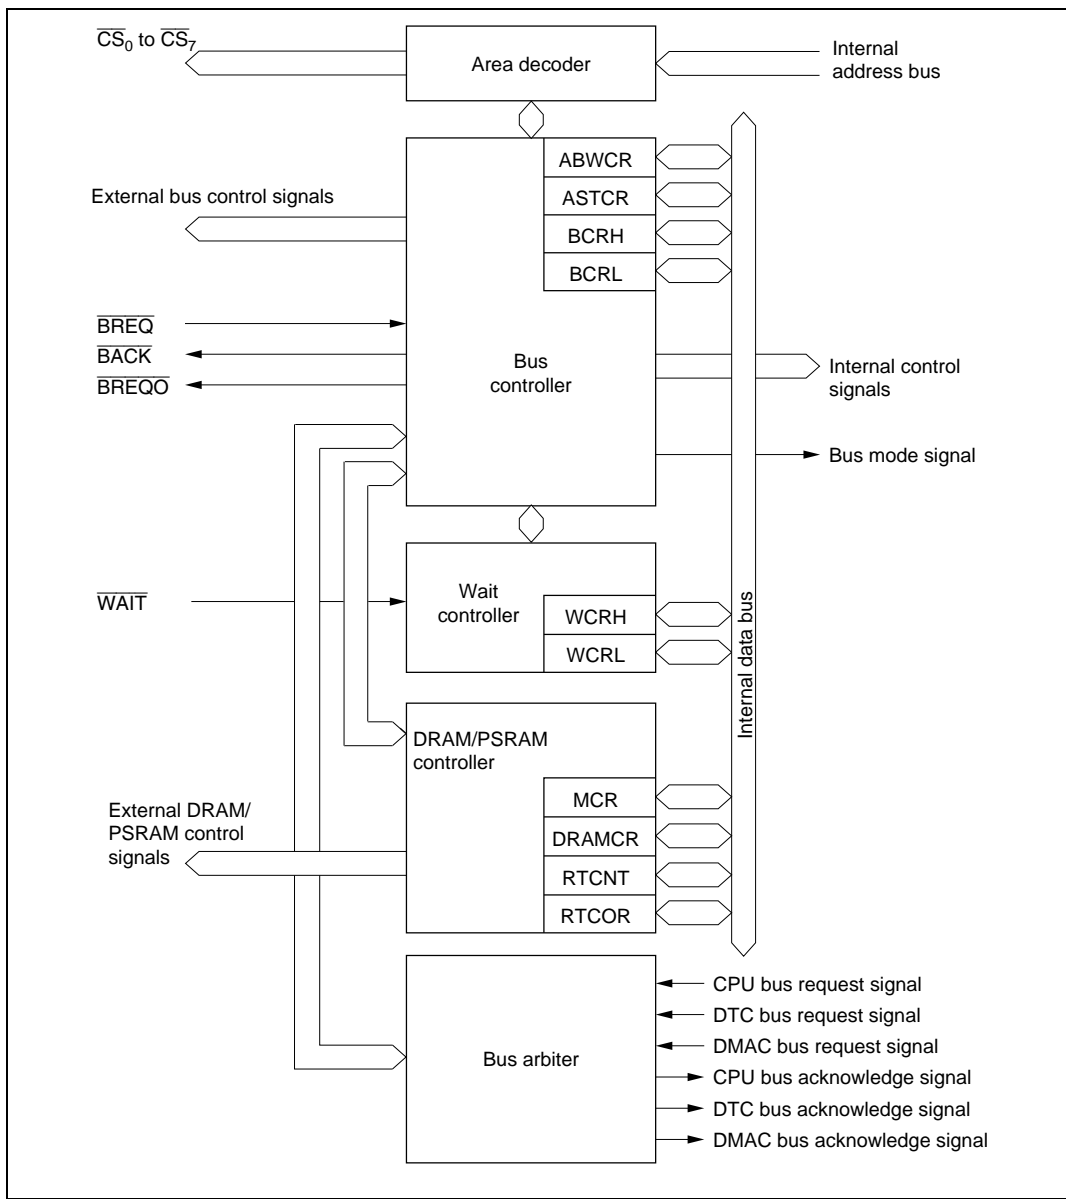 CS0 to CS7
Area decoder
Internal
address bus
ABWCR
ASTCR
BCRH
BCRL
External bus control signals
BREQ
BACK
BREQO
Bus
controller
Internal control
signals
Bus mode signal
WAIT
Wait
controller
WCRH
WCRL
Internal data bus
DRAM/PSRAM
controller
MCR
DRAMCR
RTCNT
RTCOR
External DRAM/
PSRAM control
signals
Bus arbiter
CPU bus request signal
DTC bus request signal
DMAC bus request signal
CPU bus acknowledge signal
DTC bus acknowledge signal
DMAC bus acknowledge signal